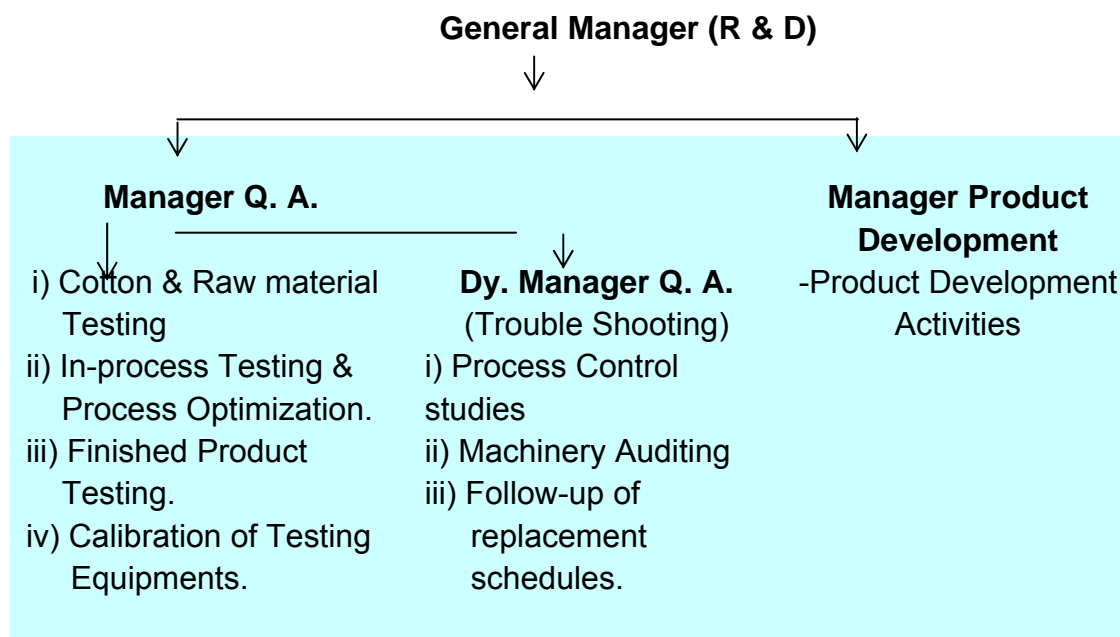 General Manager (R & D)
Manager Q. A.
i) Cotton & Raw material
Testing
ii) In-process Testing &
Process Optimization.
iii) Finished Product
Testing.
iv) Calibration of Testing
Equipments.
Dy. Manager Q. A.
(Trouble Shooting)
i) Process Control
studies
ii) Machinery Auditing
iii) Follow-up of
replacement
schedules.
Manager Product
Development
-Product Development
Activities